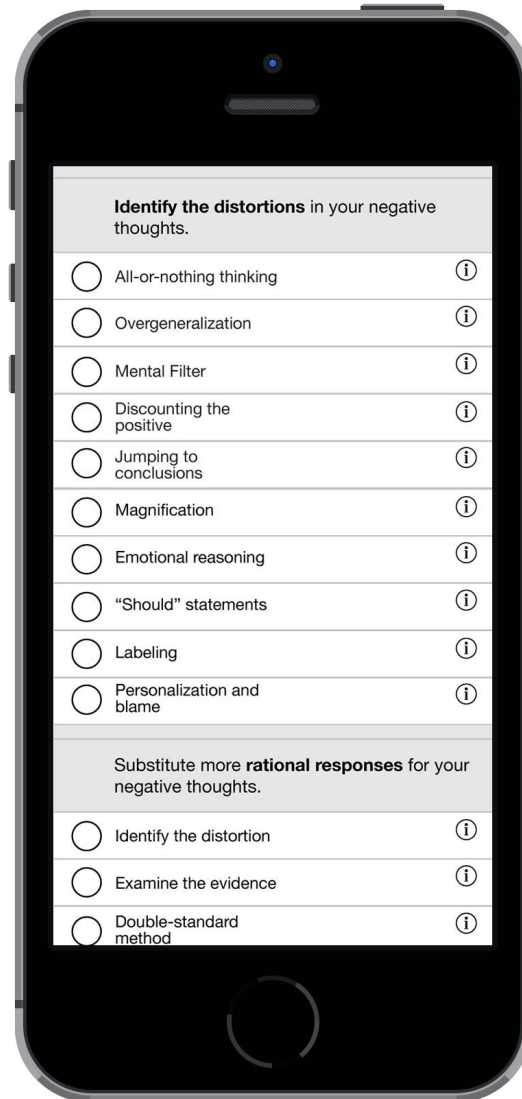 Identify the distortions in your negative
thoughts.
All-or-nothing thinking
Overgeneralization
Mental Filter
Discounting the
positive
Jumping to
conclusions
Magnification
Emotional reasoning
“Should” statements
Labeling
Personalization and
blame
Substitute more rational responses for your
negative thoughts.
Identify the distortion
Examine the evidence
Double-standard
method